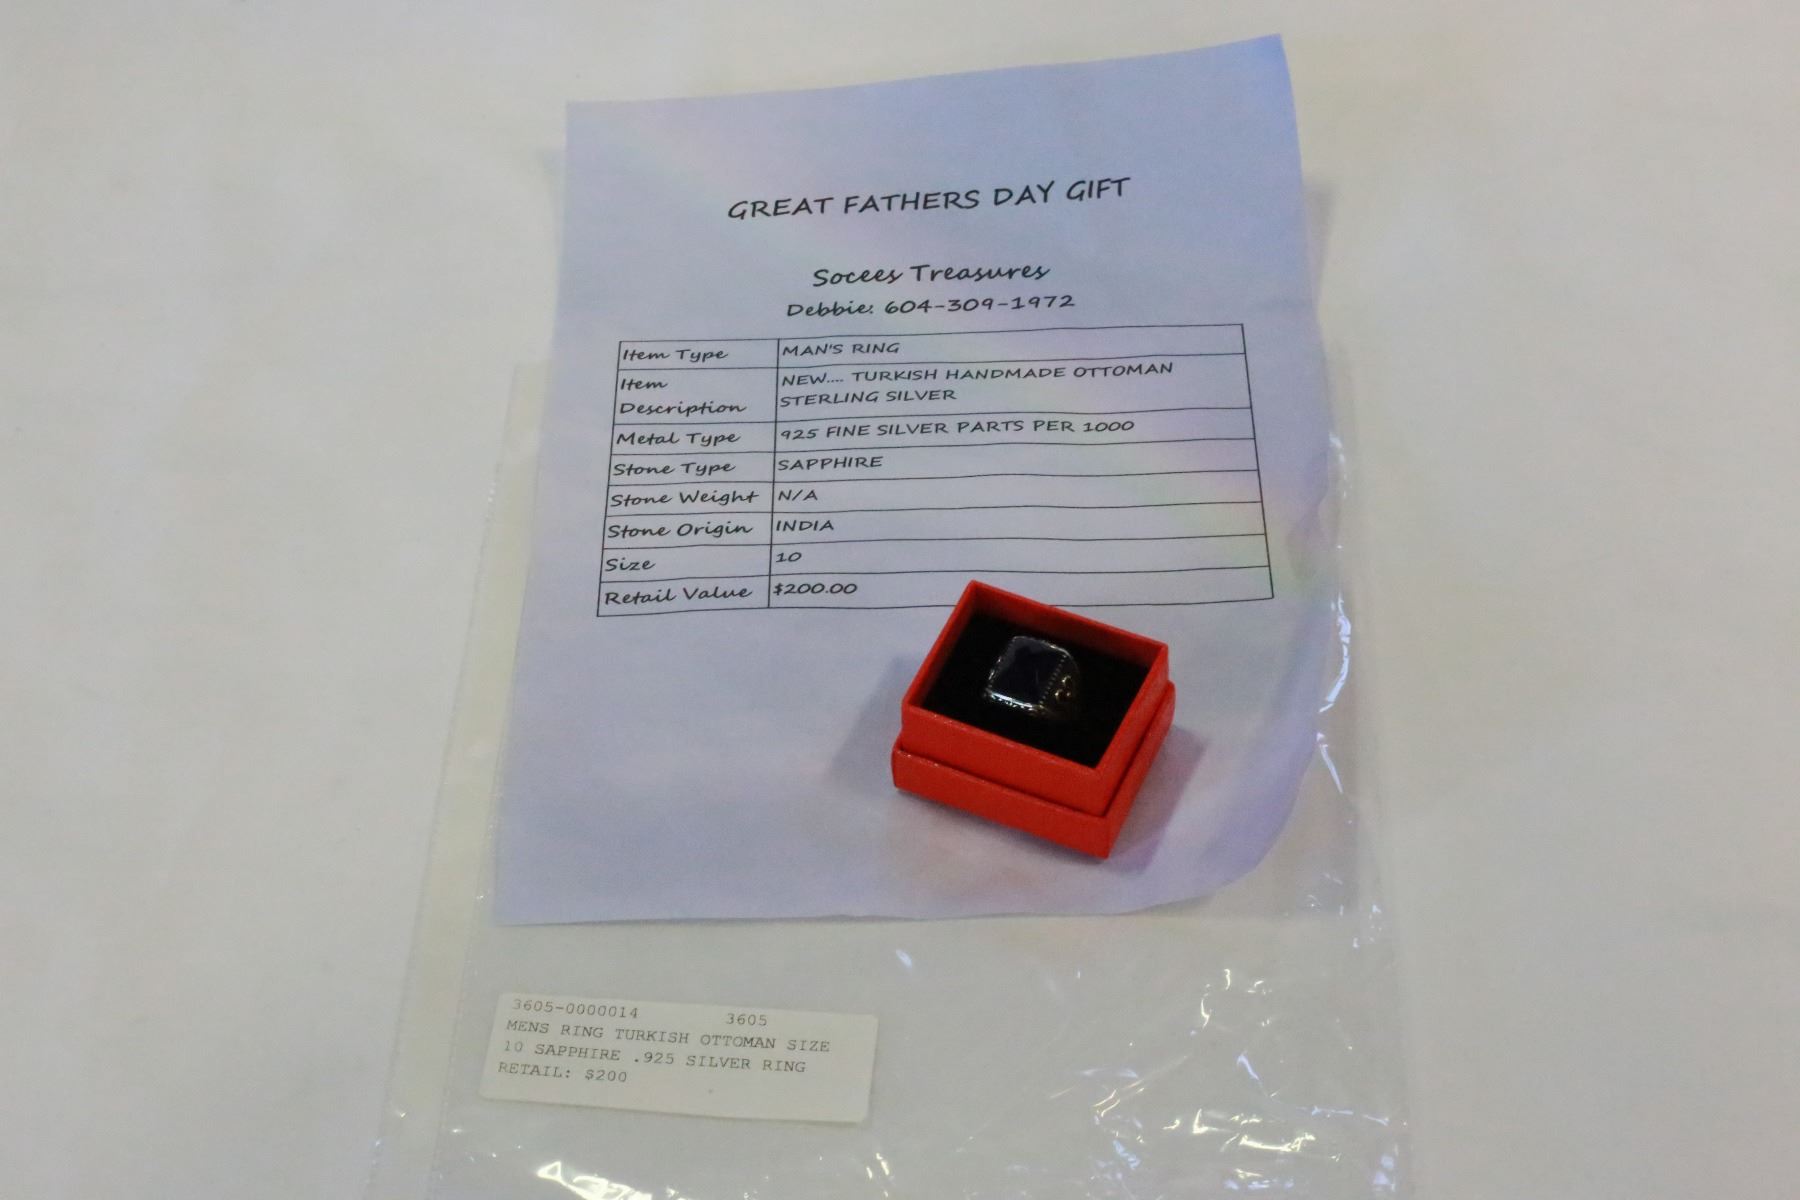 GREAT FATHERS DAY GIFT
Socees Treasures
Debbie: 604-309-1972
Item Type MAN'S RING
Item Description NEW.... TURKISH HANDMADE OTTOMAN
STERLING SILVER
Metal Type 925 FINE SILVER PARTS PER 1000
Stone Type SAPPHIRE
Stone Weight N/A
Stone Origin INDIA
Size 10
Retail Value $200.00
3605-0000014 3605
MENS RING TURKISH OTTOMAN SIZE
10 SAPPHIRE .925 SILVER RING
RETAIL: $200